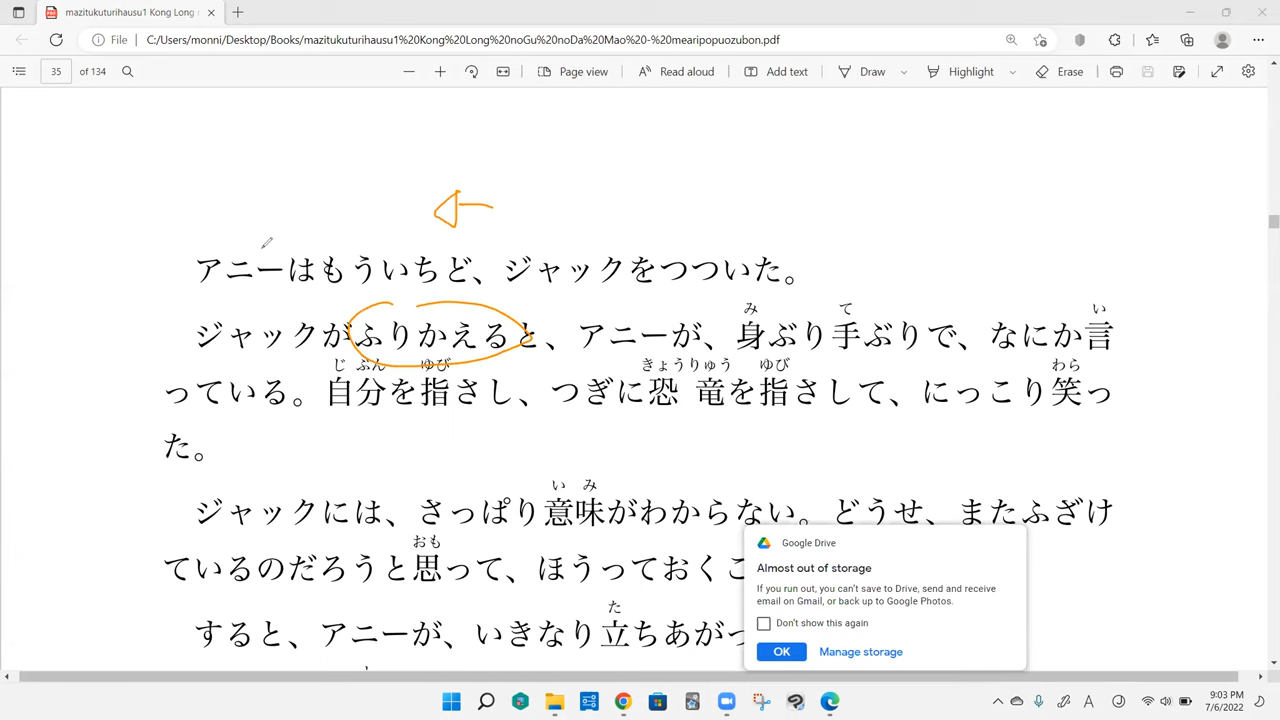 mazitukuturihausu1 Kong Long
File C:/Users/monni/Desktop/Books/mazitukuturihausu1%20Kong%20Long%20noGu%20noDa%20Mao%20-%20mearipopuozubon.pdf
35 of 134 Page view Read aloud Add text Draw Highlight Erase
アニーはもういちど、ジャックをつついた。
み て い
ジャックがふりかえると、アニーが、身ぶり手ぶりで、なにか言
じ ぶん ゆび きょうりゅう ゆび わら
っている。自分を指さし、つぎに恐竜を指さして、にっこり笑っ
た。
い み
ジャックには、さっぱり意味がわからない。どうせ、またふざけ
おも
ているのだろうと思って、ほうっておくこ
た
すると、アニーが、いきなり立ちあがっ
Google Drive
Almost out of storage
If you run out, you can't save to Drive, send and receive
email on Gmail, or back up to Google Photos.
Don't show this again
OK Manage storage
9:03 PM
7/6/2022